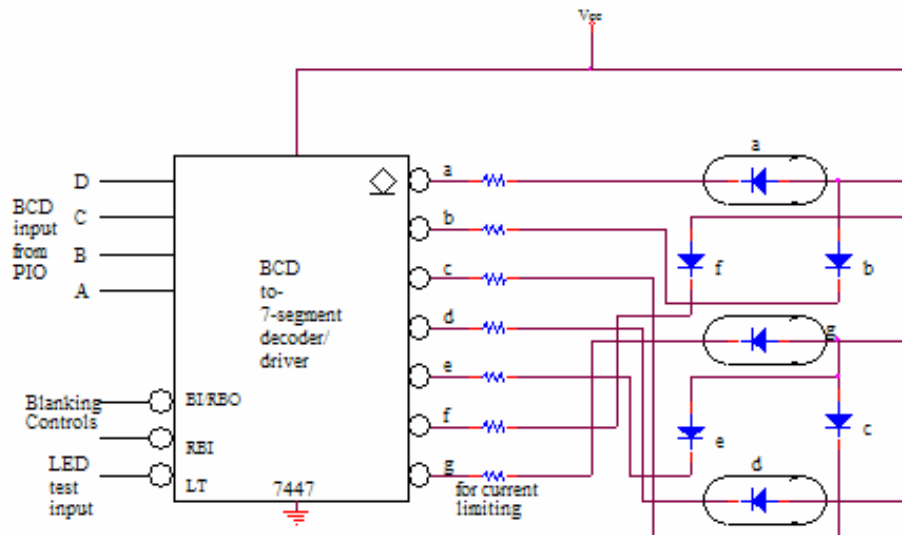 a
D
a
BCD
input
from
PIO
C
b
B
BCD
to-
7-segment
decoder/
driver
c
f
b
A
d
g
e
Blanking
Controls
BI/RBO
f
e
c
RBI
LED
test
input
LT
7447
g
for current
limiting
d